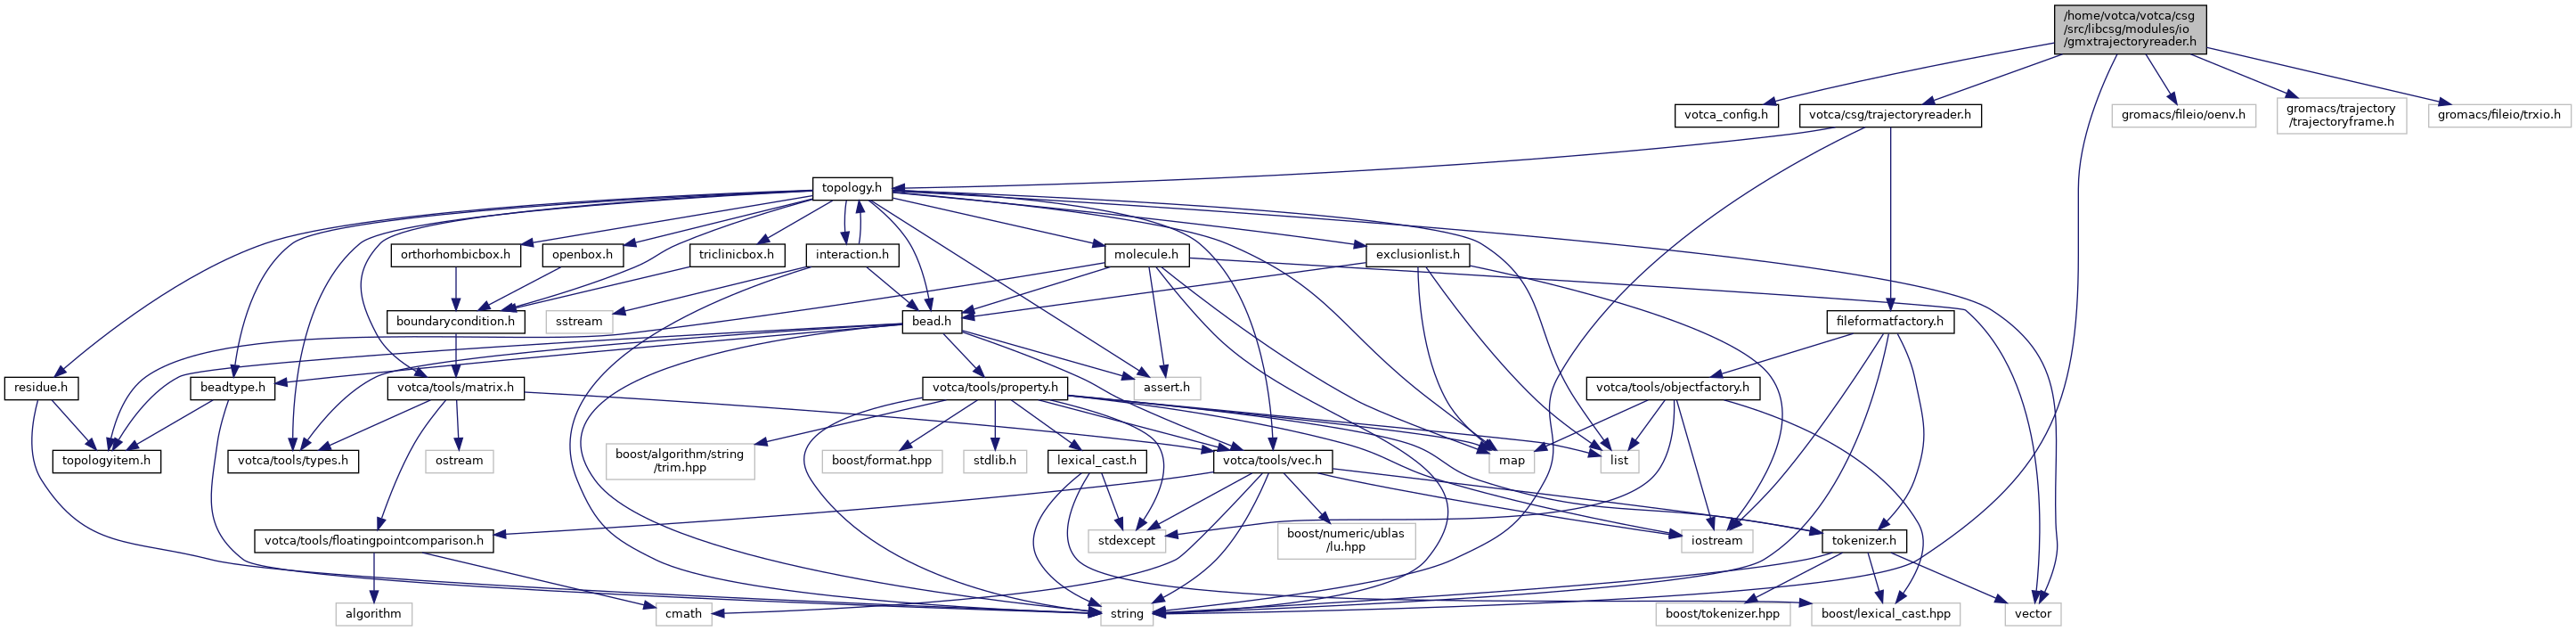 /home/votca/votca/csg
/src/libcsg/modules/io
/gmxtrajectoryreader.h
votca_config.h
votca/csg/trajectoryreader.h
gromacs/fileio/oenv.h
gromacs/trajectory
/trajectoryframe.h
gromacs/fileio/trxio.h
topology.h
orthorhombicbox.h
openbox.h
triclinicbox.h
interaction.h
molecule.h
exclusionlist.h
boundarycondition.h
sstream
bead.h
fileformatfactory.h
residue.h
beadtype.h
votca/tools/matrix.h
votca/tools/property.h
assert.h
votca/tools/objectfactory.h
topologyitem.h
votca/tools/types.h
ostream
boost/algorithm/string
/trim.hpp
boost/format.hpp
stdlib.h
lexical_cast.h
votca/tools/vec.h
map
list
votca/tools/floatingpointcomparison.h
stdexcept
boost/numeric/ublas
/lu.hpp
iostream
tokenizer.h
algorithm
cmath
string
boost/tokenizer.hpp
boost/lexical_cast.hpp
vector